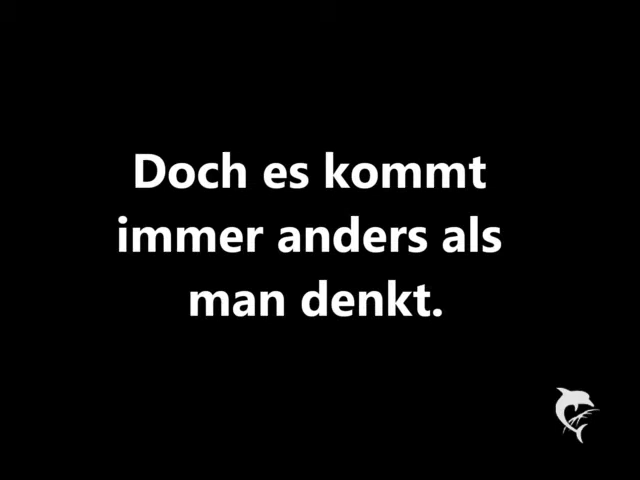 Doch es kommt
immer anders als
man denkt.